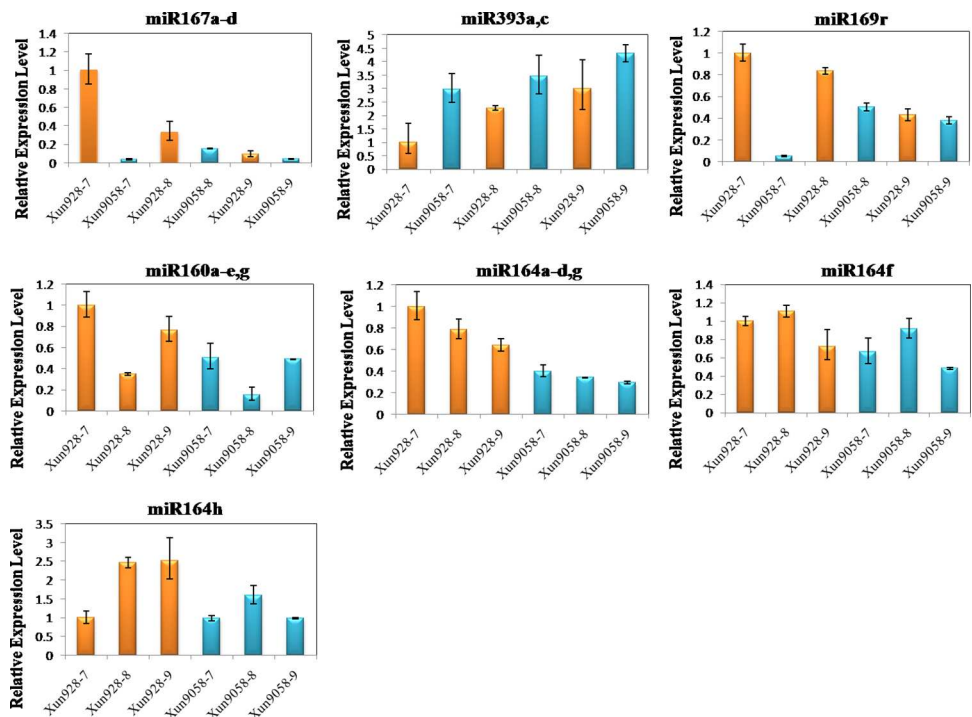 miR167a-d
Relative Expression Level
1.4
1.2
1
0.8
0.6
0.4
0.2
0
Xun928-7
Xun9058-7
Xun928-8
Xun9058-8
Xun928-9
Xun9058-9
miR393a,c
Relative Expression Level
5
4.5
4
3.5
3
2.5
2
1.5
1
0.5
0
Xun928-7
Xun9058-7
Xun928-8
Xun9058-8
Xun928-9
Xun9058-9
miR169r
Relative Expression Level
1.2
1
0.8
0.6
0.4
0.2
0
Xun928-7
Xun9058-7
Xun928-8
Xun9058-8
Xun928-9
Xun9058-9
miR160a-e,g
Relative Expression Level
1.2
1
0.8
0.6
0.4
0.2
0
Xun928-7
Xun928-8
Xun928-9
Xun9058-7
Xun9058-8
Xun9058-9
miR164a-d,g
Relative Expression Level
1.2
1
0.8
0.6
0.4
0.2
0
Xun928-7
Xun928-8
Xun928-9
Xun9058-7
Xun9058-8
Xun9058-9
miR164f
Relative Expression Level
1.4
1.2
1
0.8
0.6
0.4
0.2
0
Xun928-7
Xun928-8
Xun928-9
Xun9058-7
Xun9058-8
Xun9058-9
miR164h
Relative Expression Level
3.5
3
2.5
2
1.5
1
0.5
0
Xun928-7
Xun928-8
Xun928-9
Xun9058-7
Xun9058-8
Xun9058-9